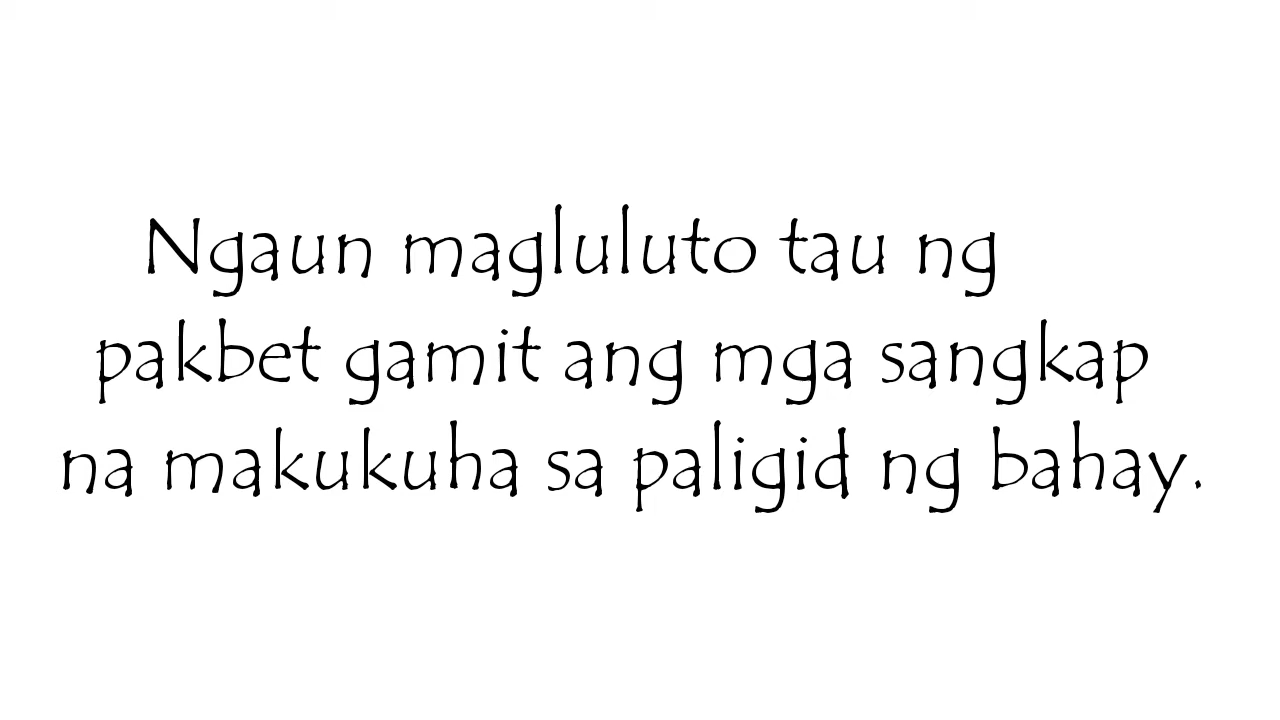 Ngaun magluluto tau ng
pakbet gamit ang mga sangkap
na makukuha sa paligid ng bahay.